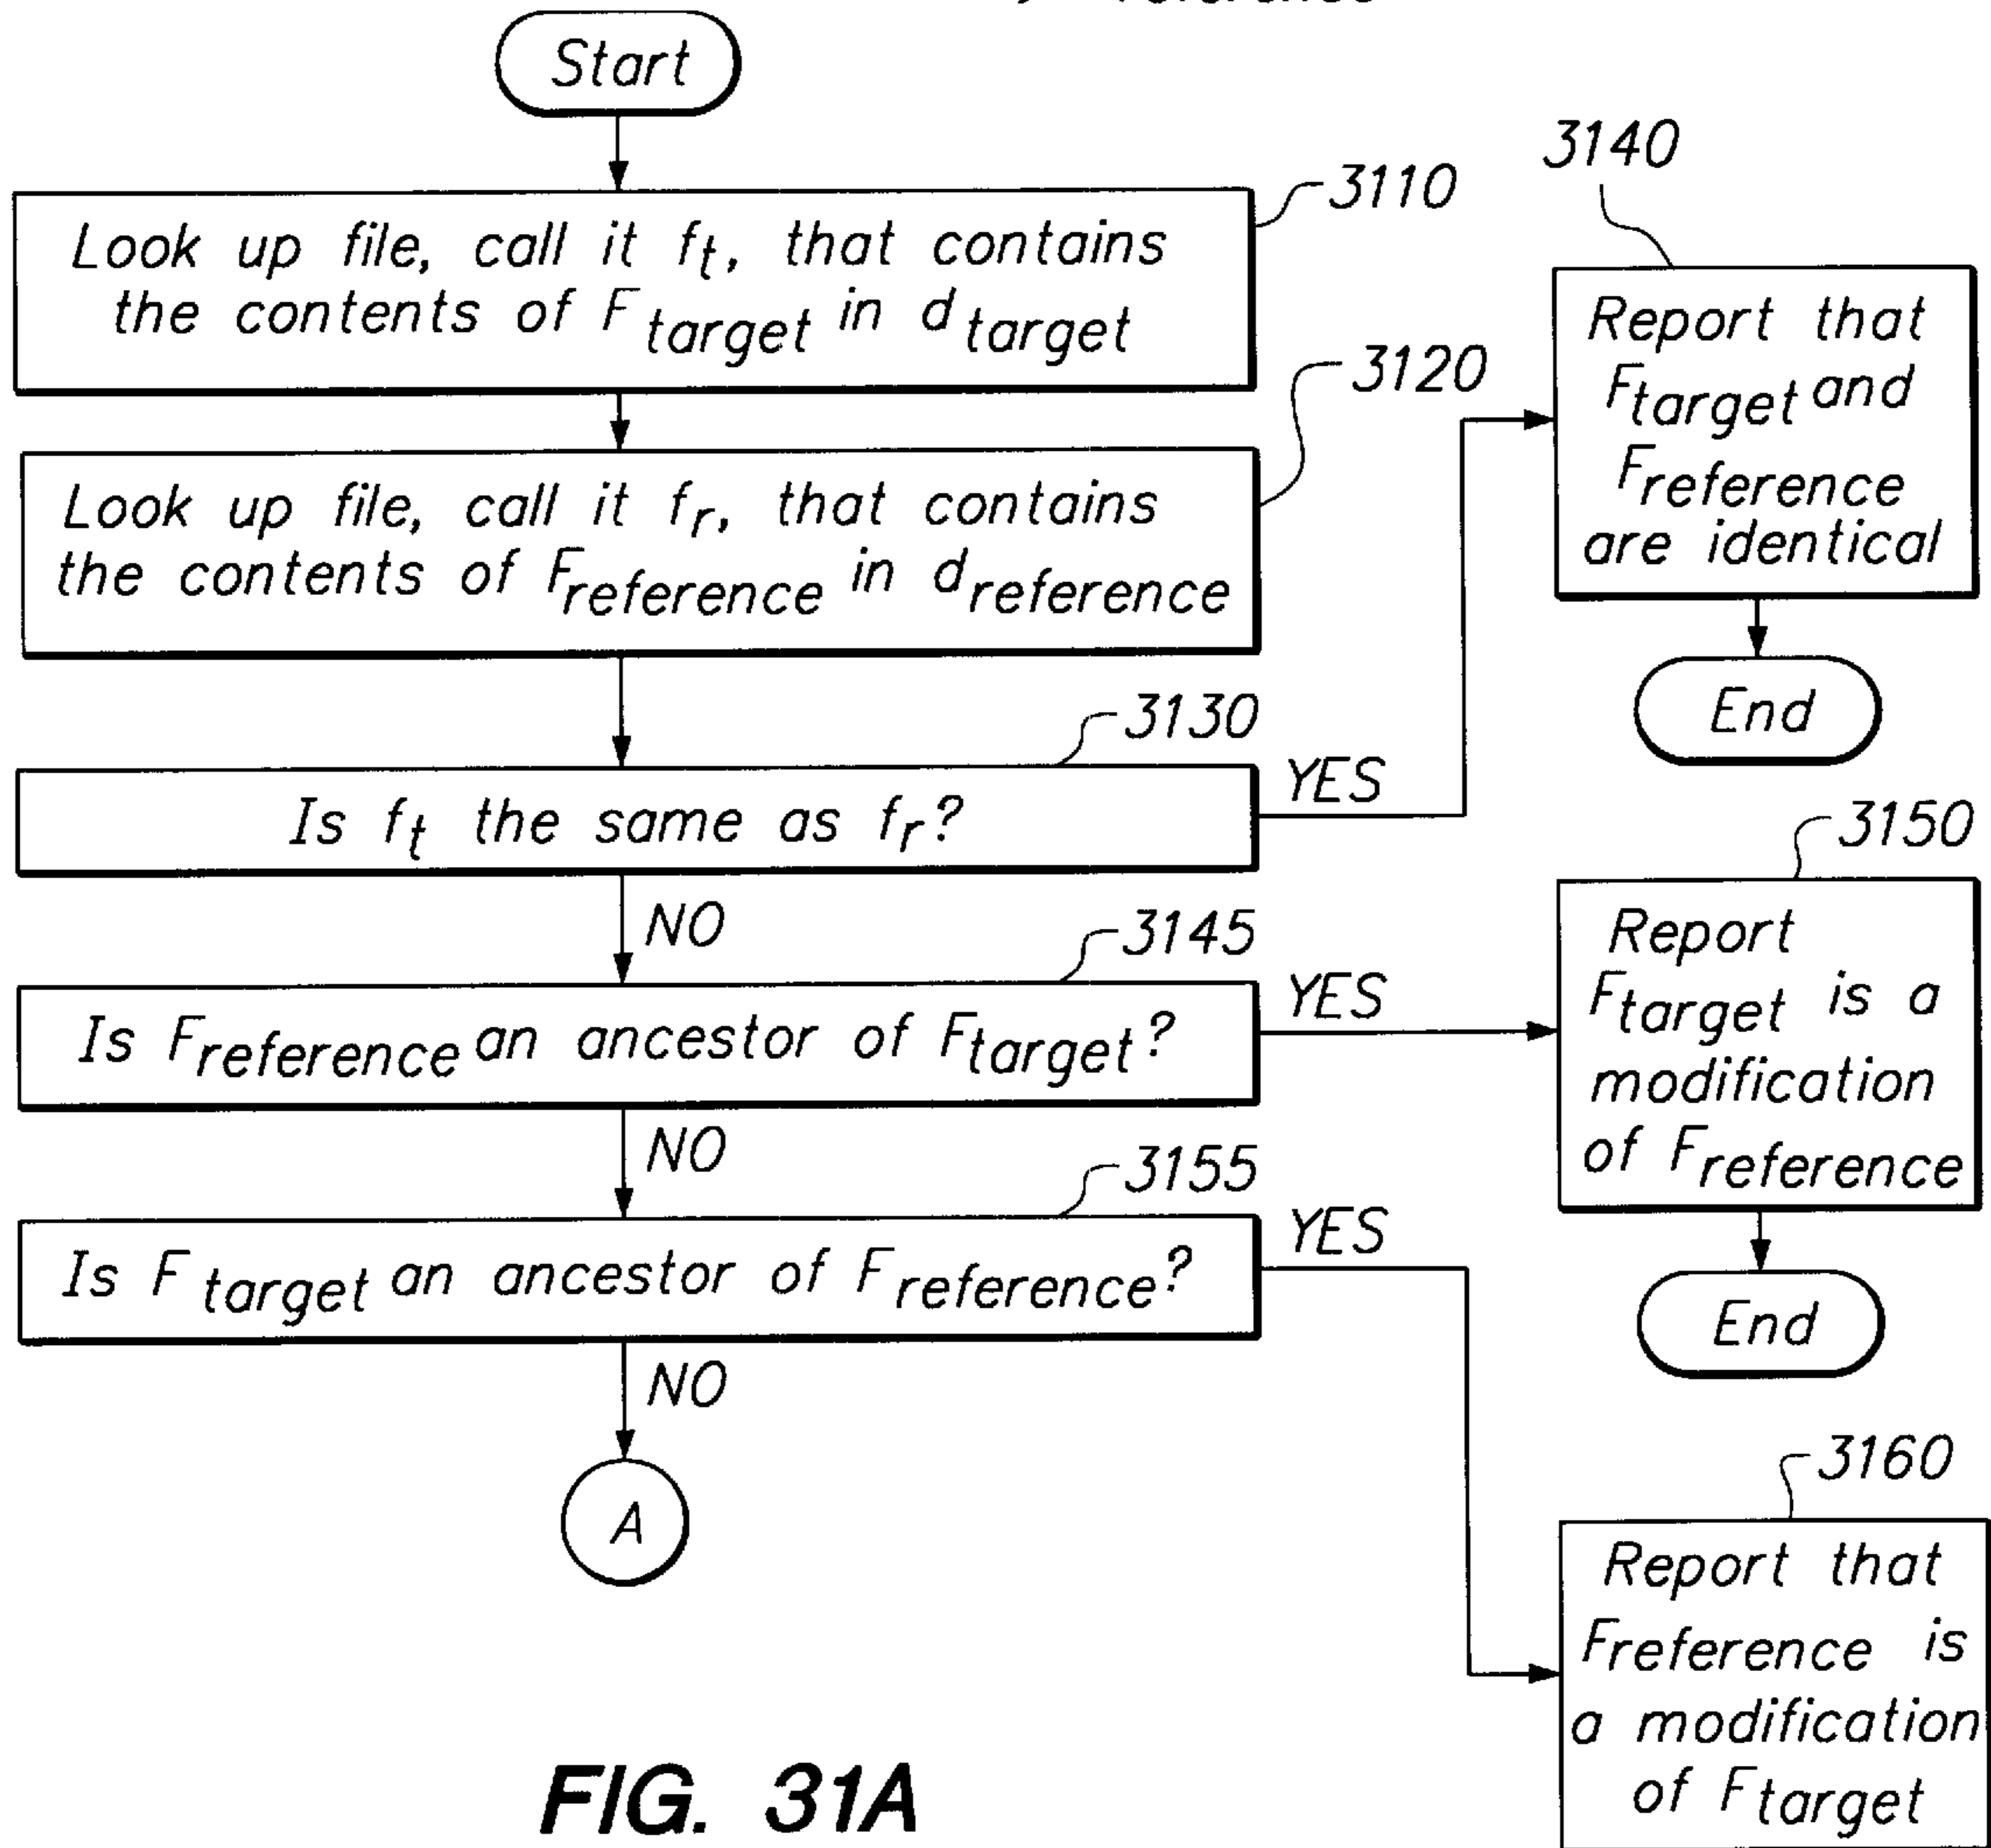 Start
3110
Look up file, call it ft, that contains
the contents of Ftarget in dtarget
3120
Look up file, call it fr, that contains
the contents of Freference in dreference
3130
Is ft the same as fr?
YES
NO
3140
Report that
Ftarget and
Freference
are identical
End
3145
Is Freference an ancestor of Ftarget?
YES
NO
3150
Report
Ftarget is a
modification
of Freference
End
3155
Is Ftarget an ancestor of Freference?
YES
NO
A
3160
Report that
Freference is
a modification
of Ftarget
FIG. 31A